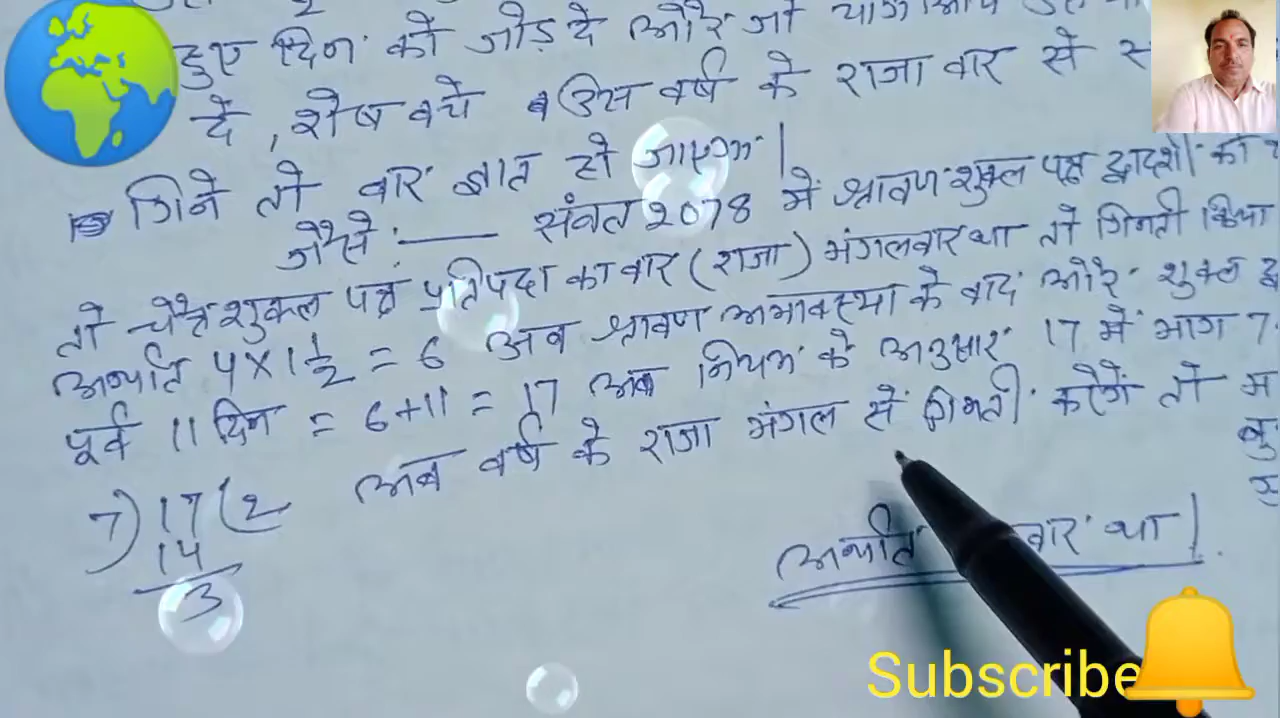 हुए दिन को जोड़ दे और जो
दे, शेष बचे उस वर्ष के राजा वार से
गिने तो वार ज्ञात हो जाएगा।
जैसे :— संवत 2078 में श्रावण शुक्ल पक्ष द्वादशी को
तो चैत्र शुक्ल पक्ष प्रतिपदा का वार (राजा) मंगलवार था तो गिनती किया
अर्थात 4 × 1 1/2 = 6 अब श्रावण अमावस्या के बाद और शुक्ल
पूर्व 11 दिन = 6+11 = 17 अब नियम के अनुसार 17 में भाग 7
7) 17 (2 अब वर्ष के राजा मंगल से गिनती करेगें तो
14
3
अर्थात वार था।
Subscribe